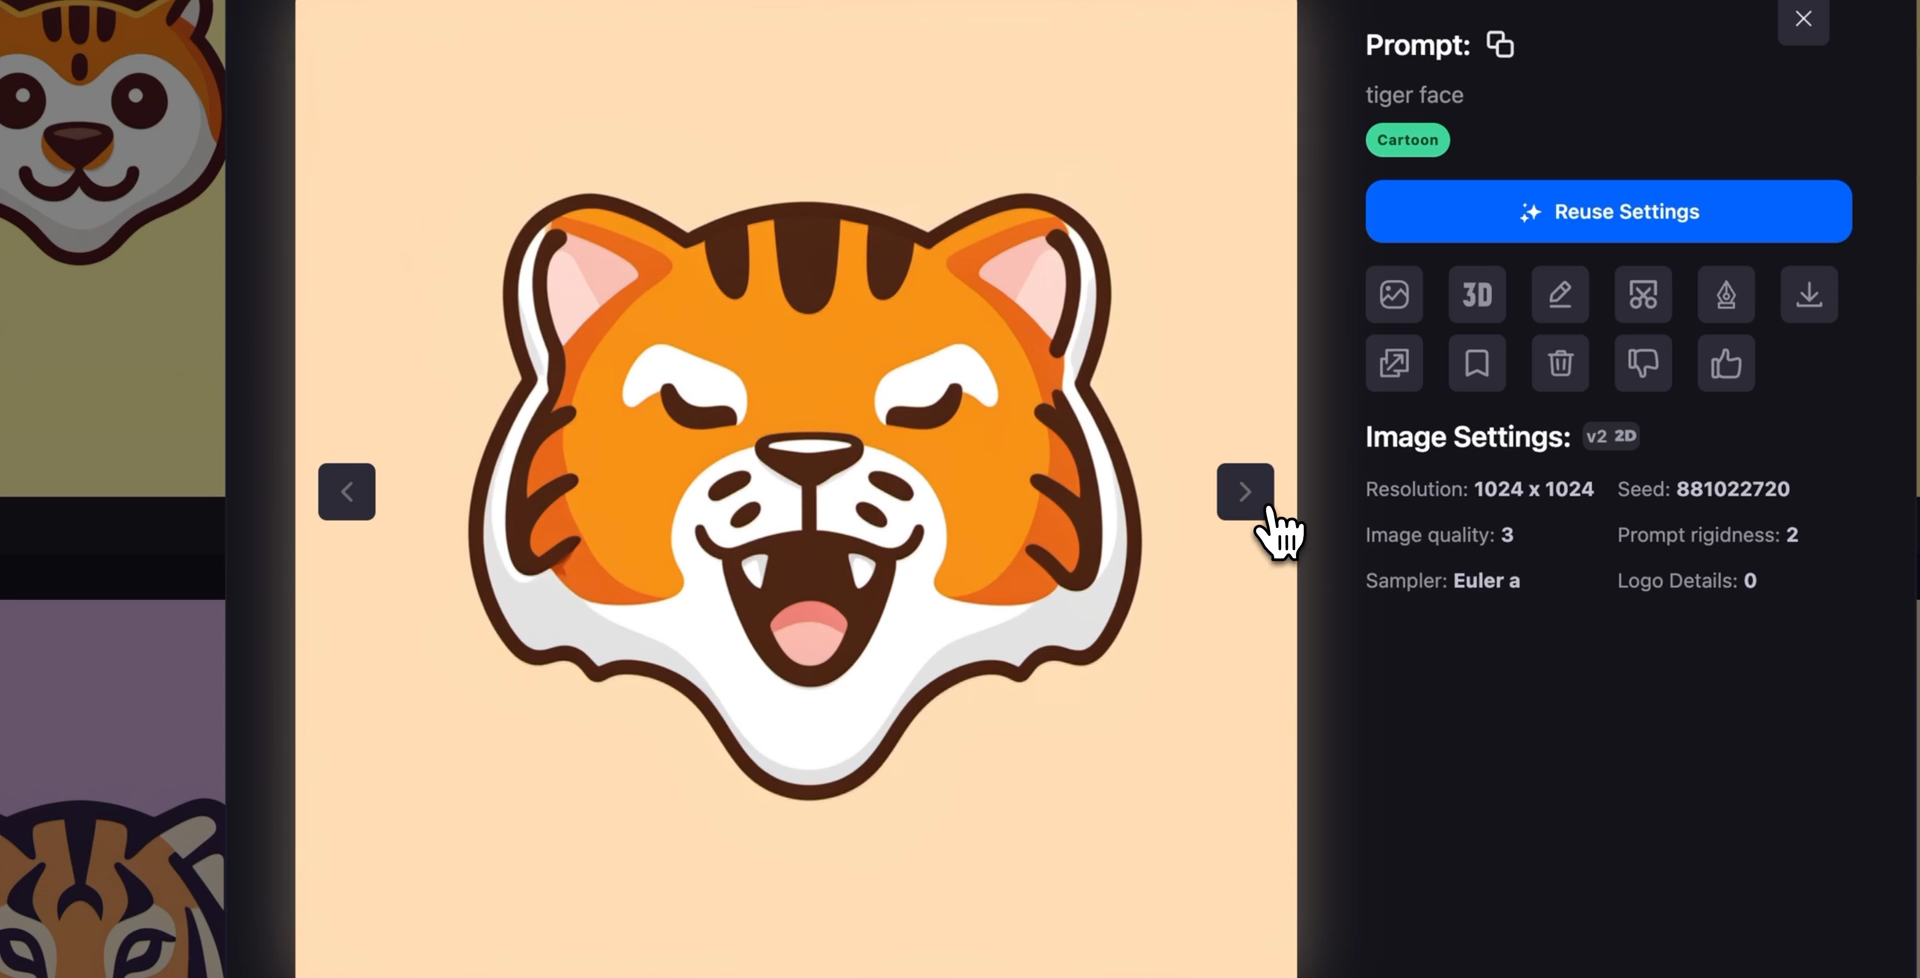 Prompt:
tiger face
Cartoon
Reuse Settings
3D
Image Settings: v2 2D
Resolution: 1024 x 1024 Seed: 881022720
Image quality: 3 Prompt rigidness: 2
Sampler: Euler a Logo Details: 0